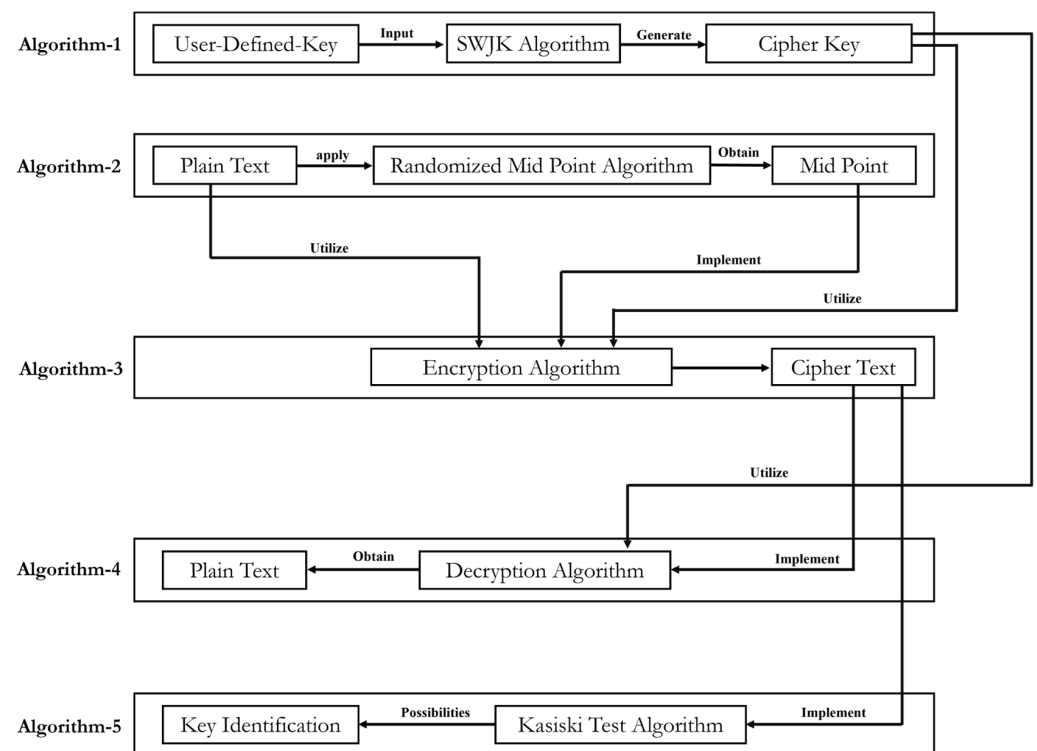 Algorithm-1
User-Defined-Key
Input
SWJK Algorithm
Generate
Cipher Key
Algorithm-2
Plain Text
apply
Randomized Mid Point Algorithm
Obtain
Mid Point
Utilize
Implement
Utilize
Algorithm-3
Encryption Algorithm
Cipher Text
Utilize
Algorithm-4
Plain Text
Obtain
Decryption Algorithm
Implement
Algorithm-5
Key Identification
Possibilities
Kasiski Test Algorithm
Implement